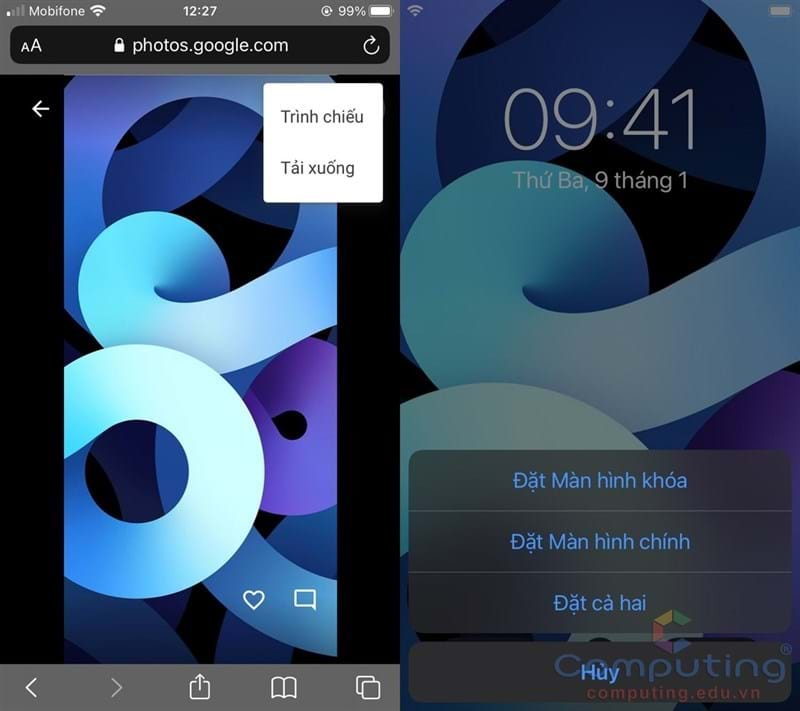 Mobifone 12:27 99%
AA photos.google.com
Trình chiếu
Tải xuống
09:41
Thứ Ba, 9 tháng 1
Đặt Màn hình khóa
Đặt Màn hình chính
Đặt cả hai
Hủy
Computing®
computing.edu.vn